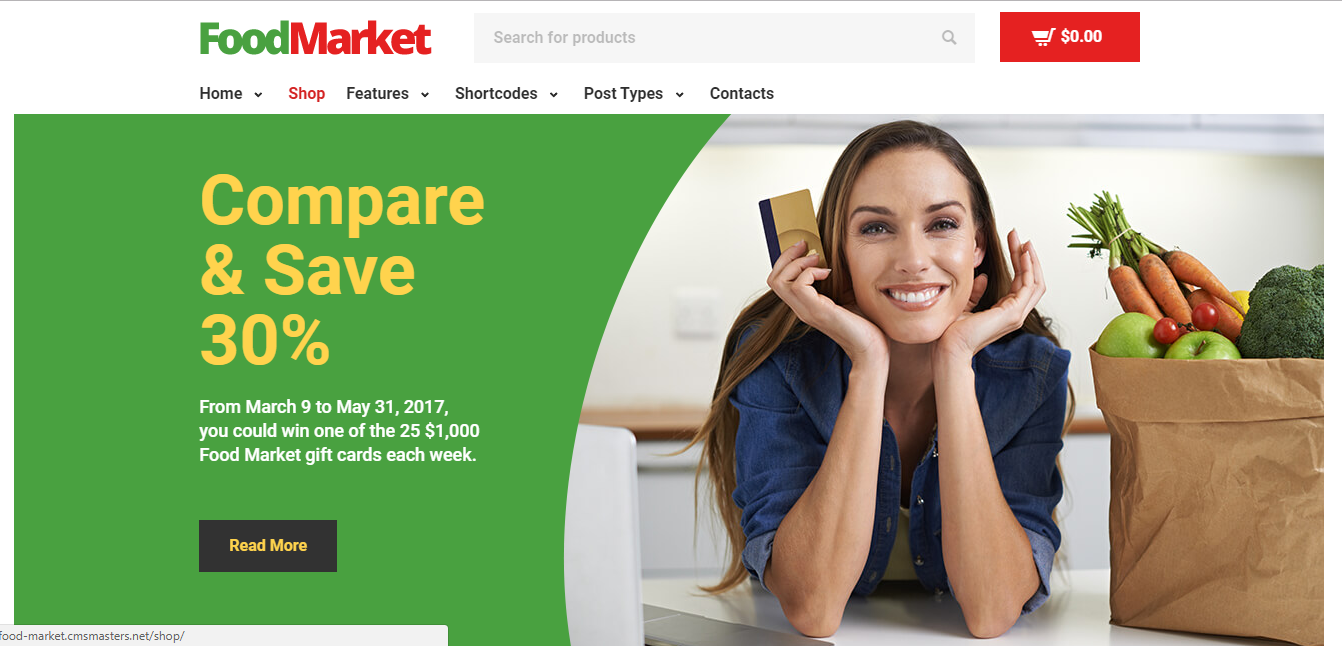 FoodMarket
Search for products
$0.00
Home Shop Features Shortcodes Post Types Contacts
Compare
& Save
30%
From March 9 to May 31, 2017,
you could win one of the 25 $1,000
Food Market gift cards each week.
Read More
food-market.cmsmasters.net/shop/